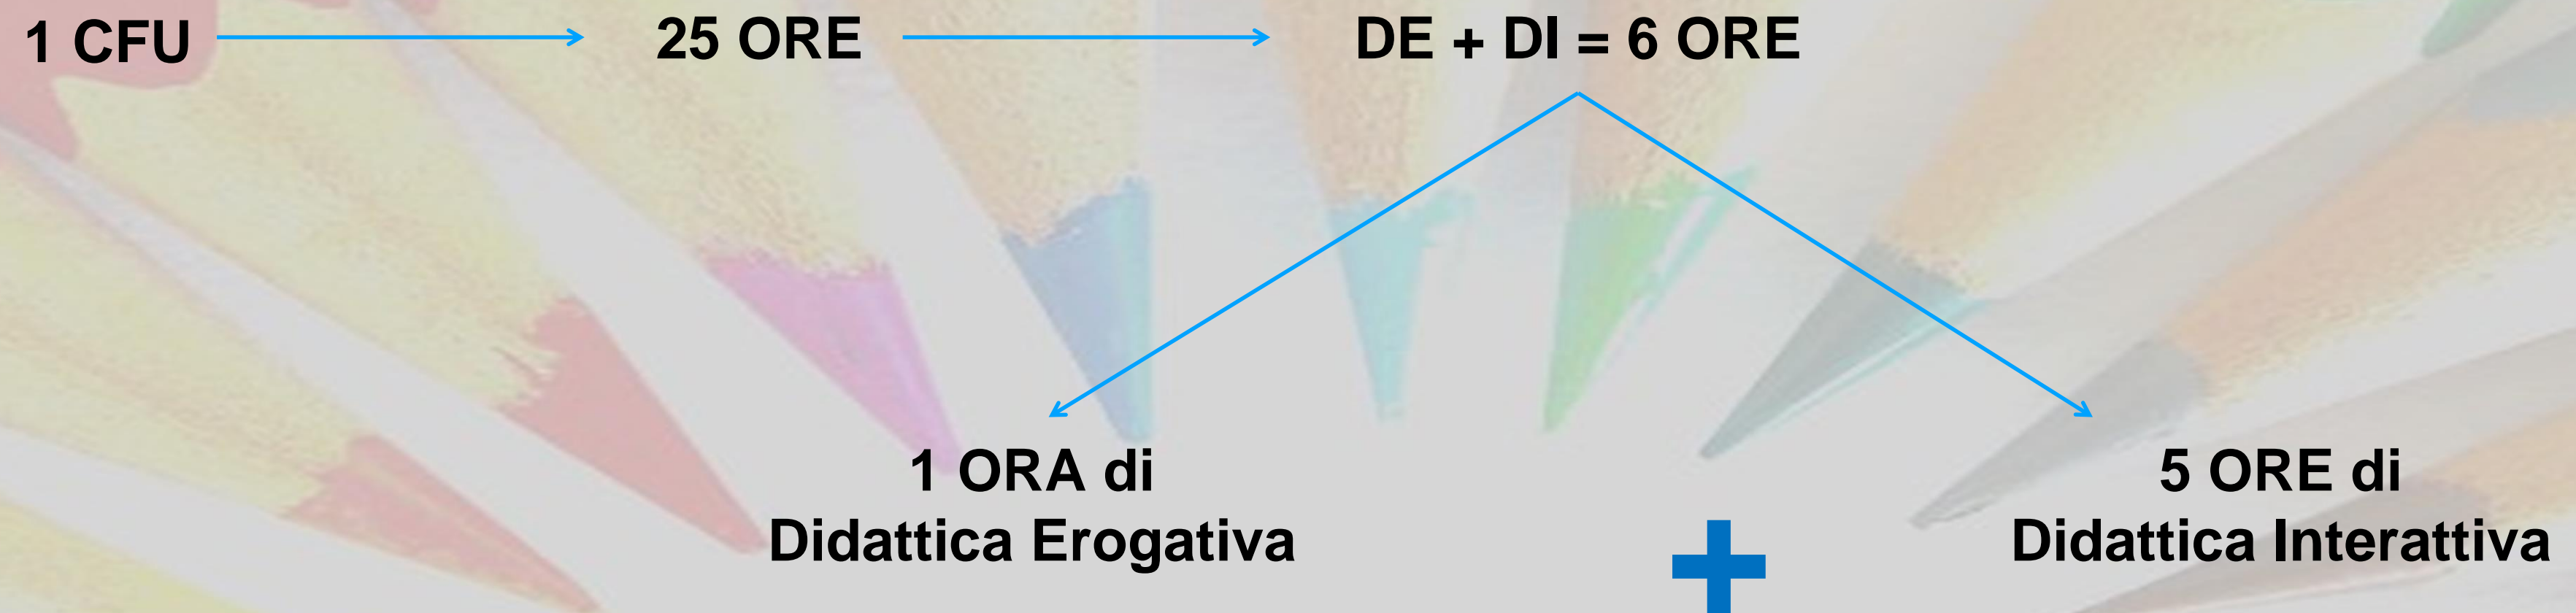 1 CFU
25 ORE
DE + DI = 6 ORE
1 ORA di
Didattica Erogativa
+
5 ORE di
Didattica Interattiva